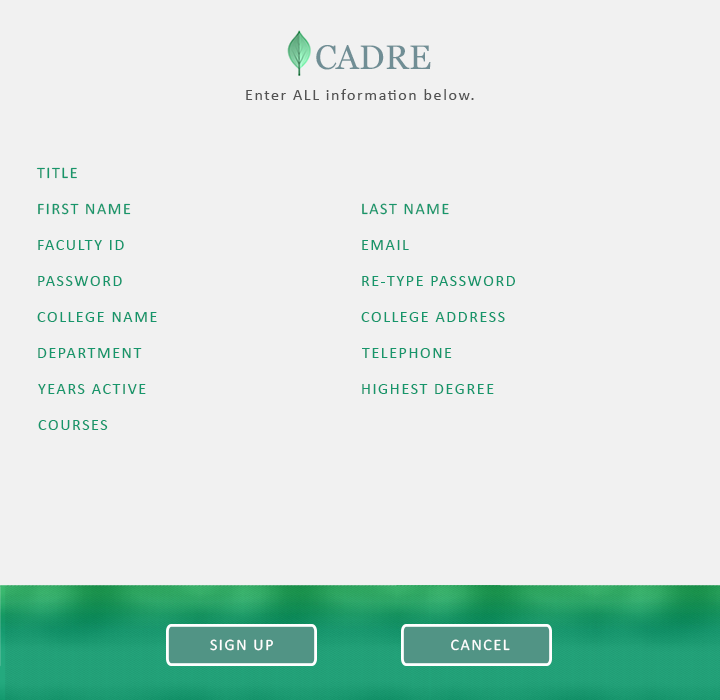 CADRE
Enter ALL information below.
TITLE
FIRST NAME
LAST NAME
FACULTY ID
EMAIL
PASSWORD
RE-TYPE PASSWORD
COLLEGE NAME
COLLEGE ADDRESS
DEPARTMENT
TELEPHONE
YEARS ACTIVE
HIGHEST DEGREE
COURSES
SIGN UP
CANCEL